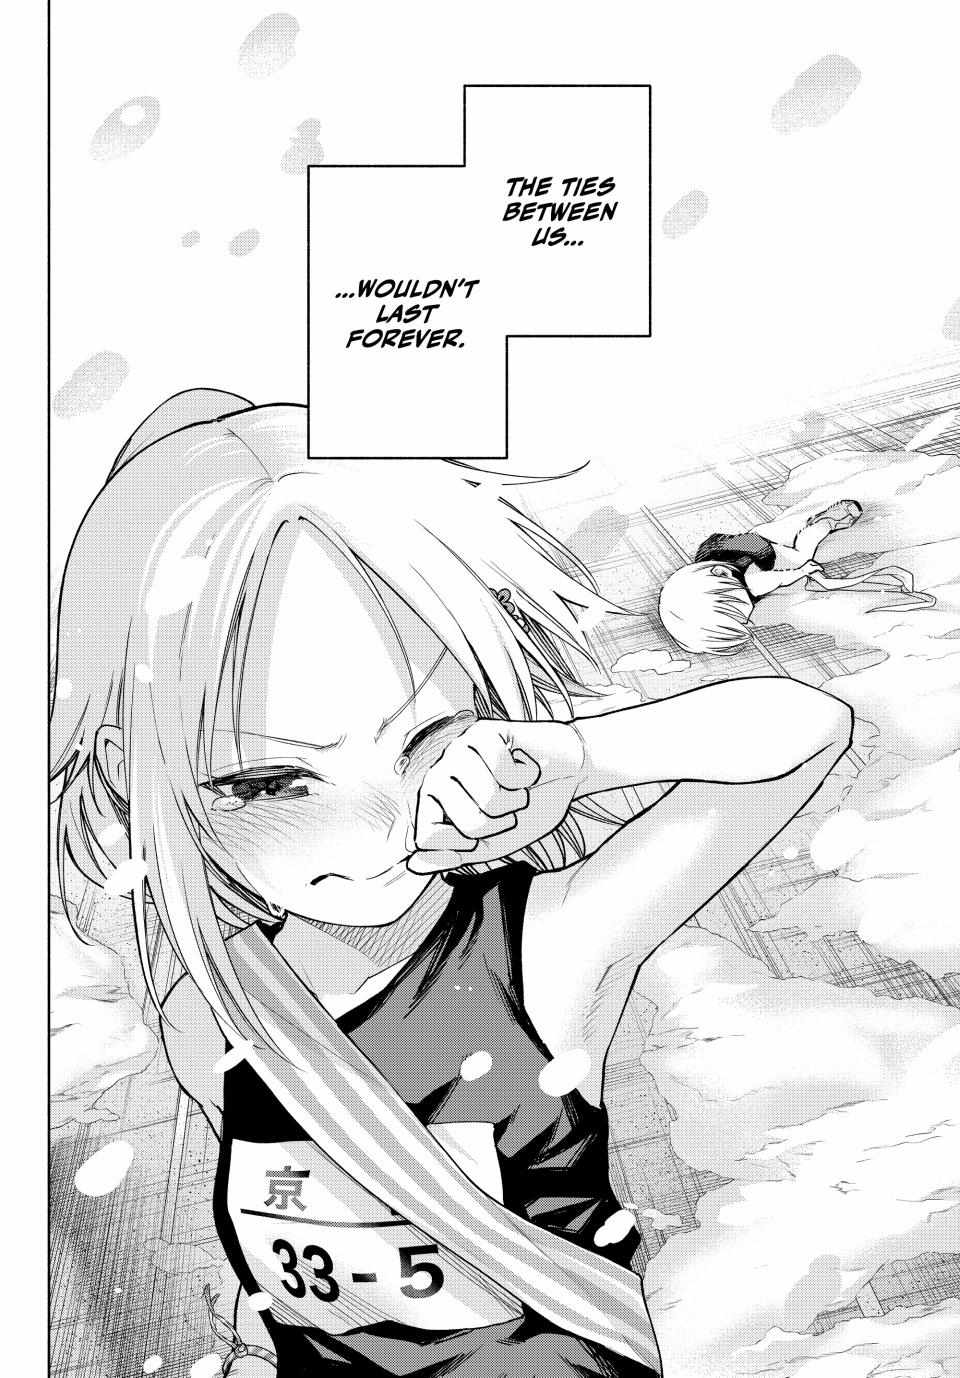 THE TIES
BETWEEN
US...
...WOULDN'T
LAST
FOREVER.
京
33-5